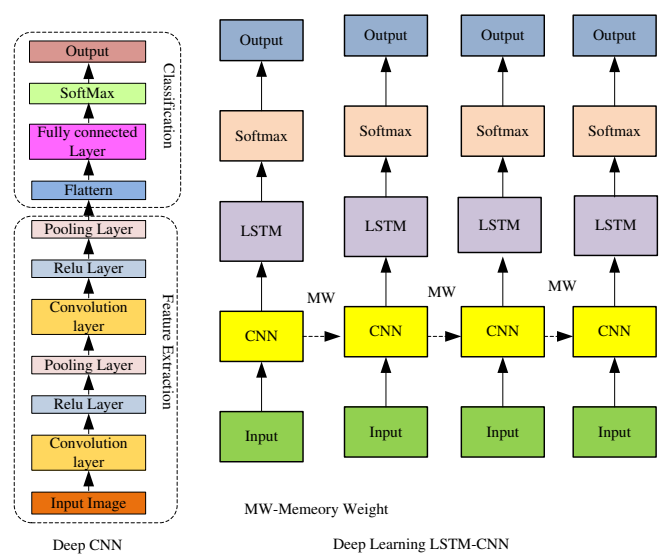 Output
SoftMax
Fully connected
Layer
Flattern
Classification
Pooling Layer
Relu Layer
Convolution
layer
Pooling Layer
Relu Layer
Convolution
layer
Input Image
Feature Extraction
Deep CNN
Output
Output
Output
Output
Softmax
Softmax
Softmax
Softmax
LSTM
LSTM
LSTM
LSTM
MW
MW
MW
CNN
CNN
CNN
CNN
Input
Input
Input
Input
MW-Memeory Weight
Deep Learning LSTM-CNN